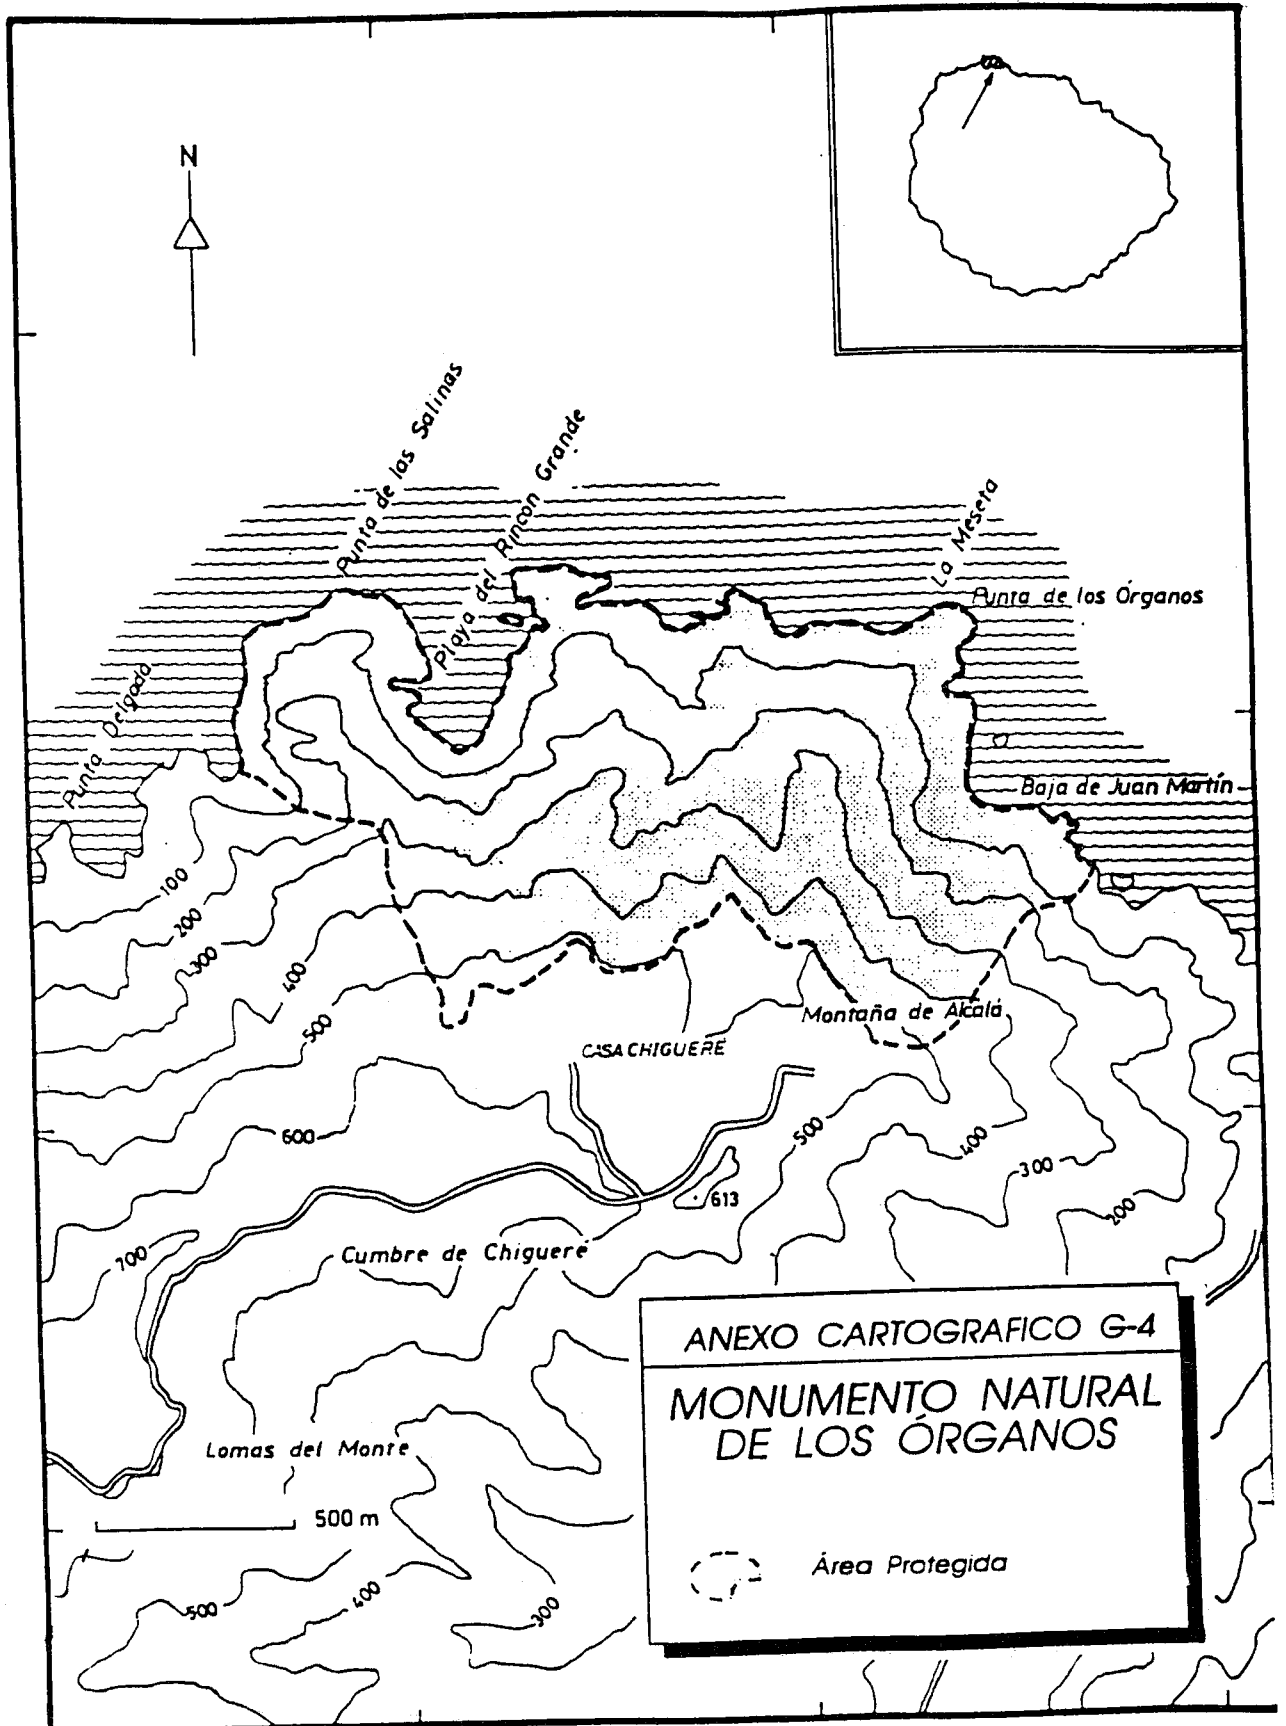 N
Punta de las Salinas
Playa del Rincon Grande
La Meseta
Punta de los Órganos
Punta Delgada
Baja de Juan Martín
100
200
300
400
500
Montaña de Alcalá
CASA CHIGUERE
600
500
400
300
200
613
700
Cumbre de Chigueré
ANEXO CARTOGRAFICO G-4
MONUMENTO NATURAL
DE LOS ÓRGANOS
Lomas del Monte
500 m
Área Protegida
500
400
300